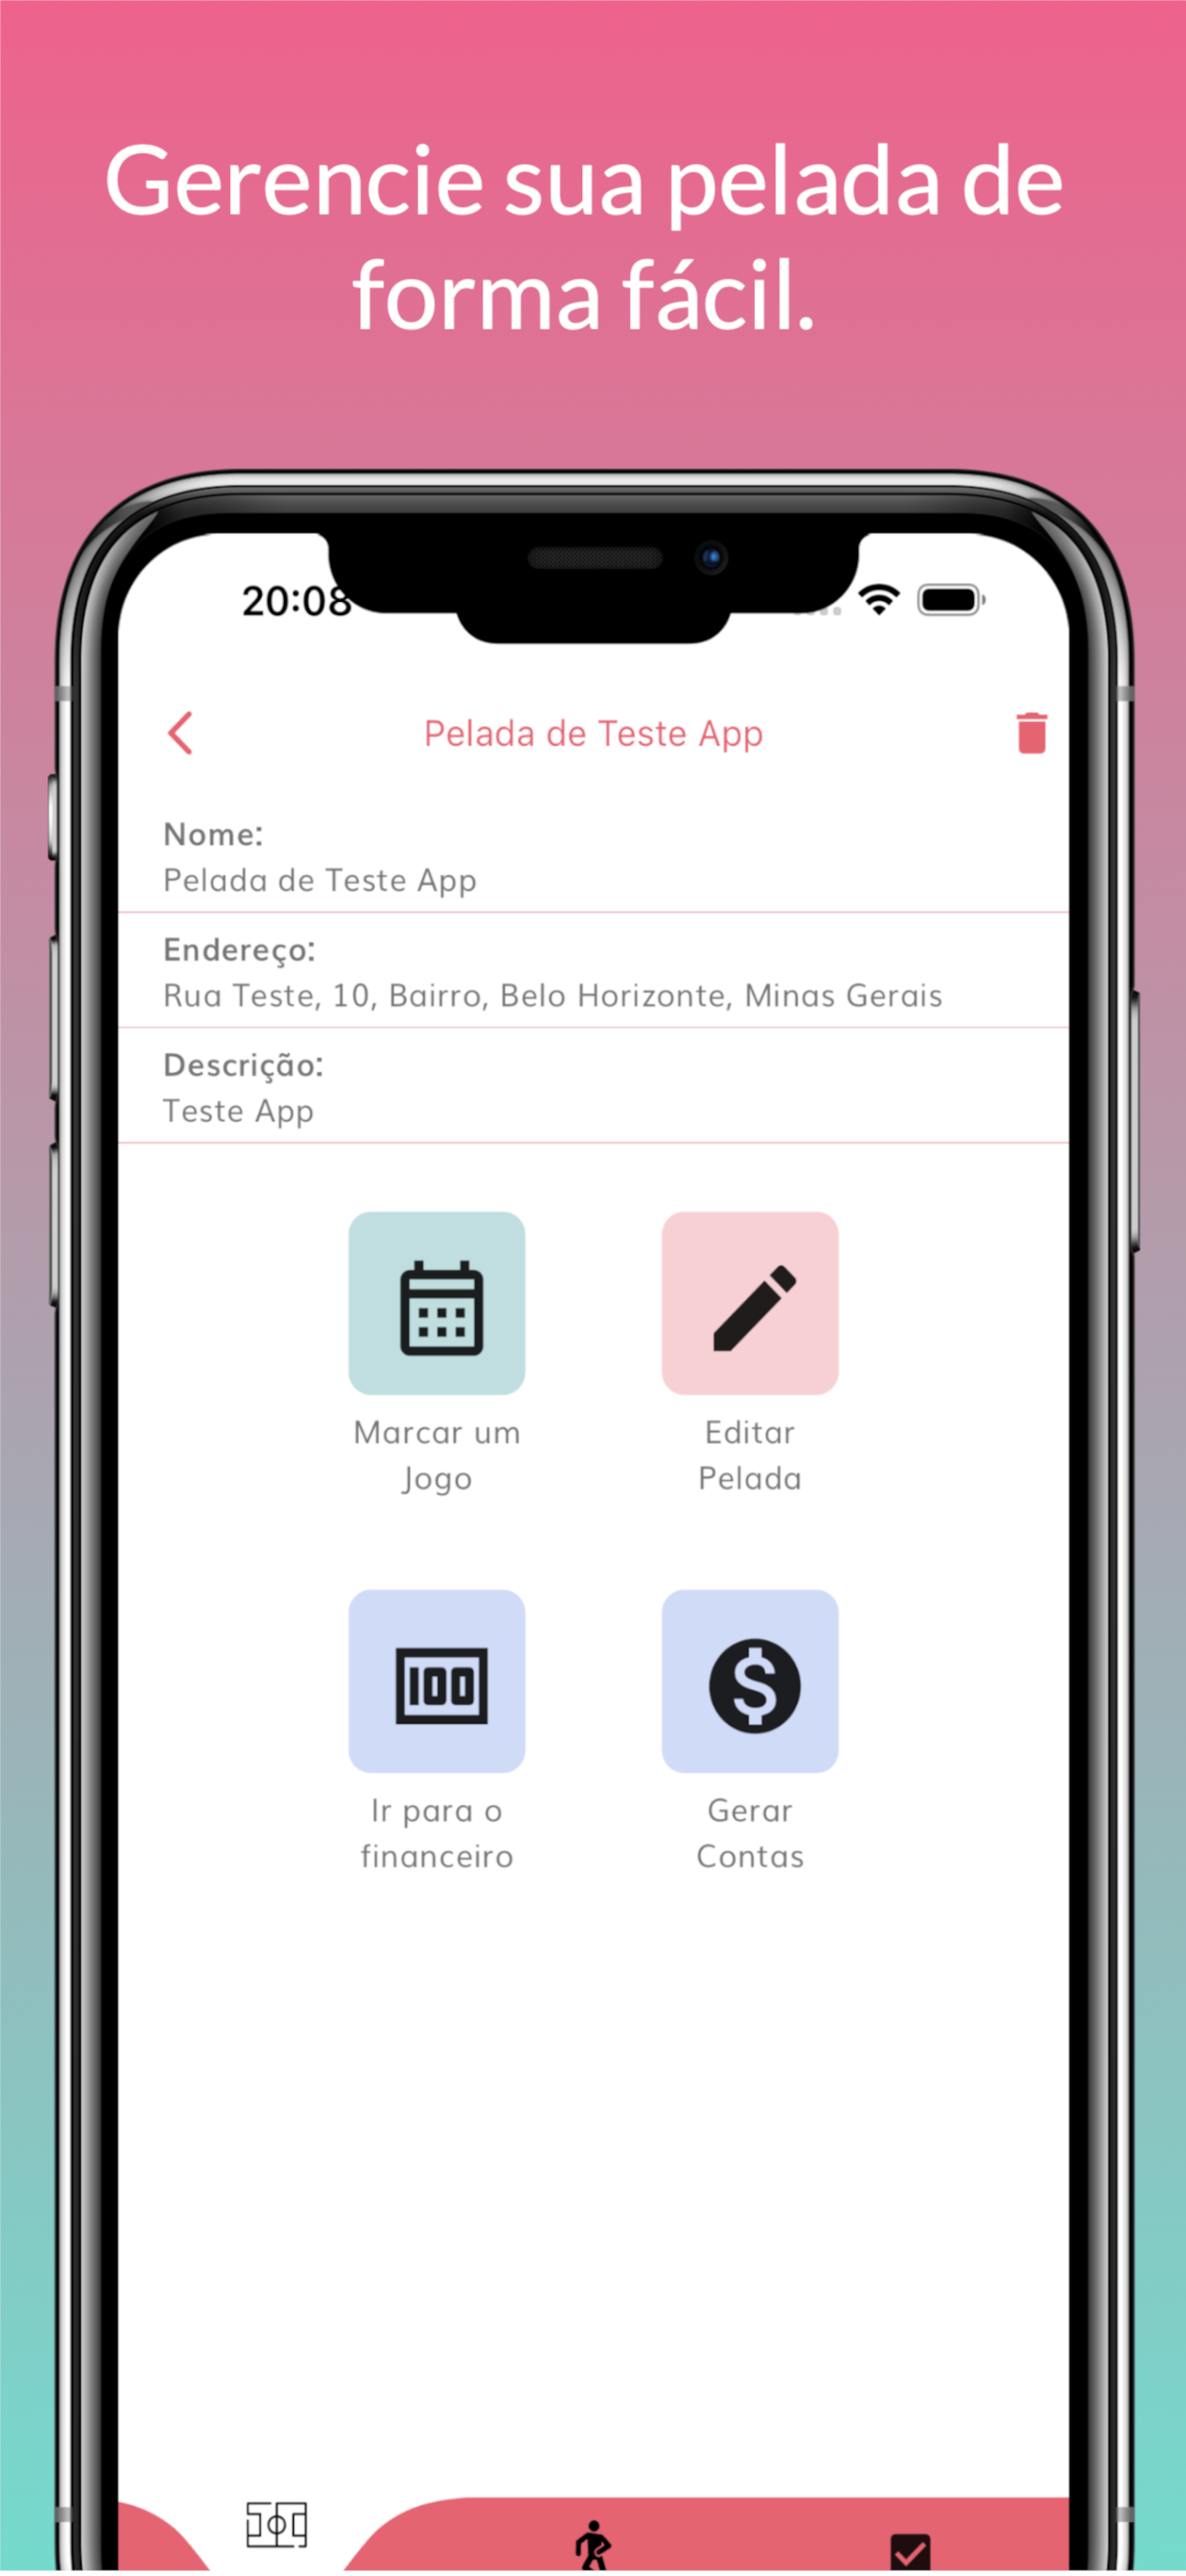 Gerencie sua pelada de
forma fácil.
20:08
Pelada de Teste App
Nome:
Pelada de Teste App
Endereço:
Rua Teste, 10, Bairro, Belo Horizonte, Minas Gerais
Descrição:
Teste App
Marcar um
Jogo
Editar
Pelada
100
$
Ir para o
financeiro
Gerar
Contas